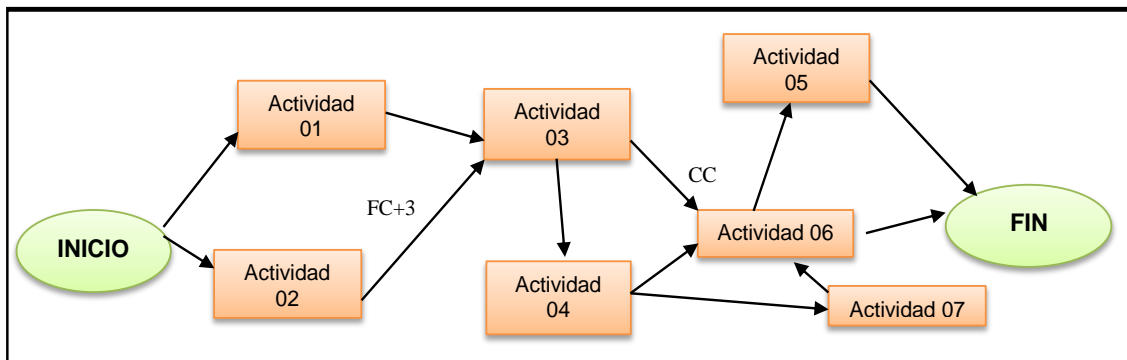 Actividad
05
Actividad
01
Actividad
03
CC
FC+3
INICIO
FIN
Actividad 06
Actividad
02
Actividad
04
Actividad 07